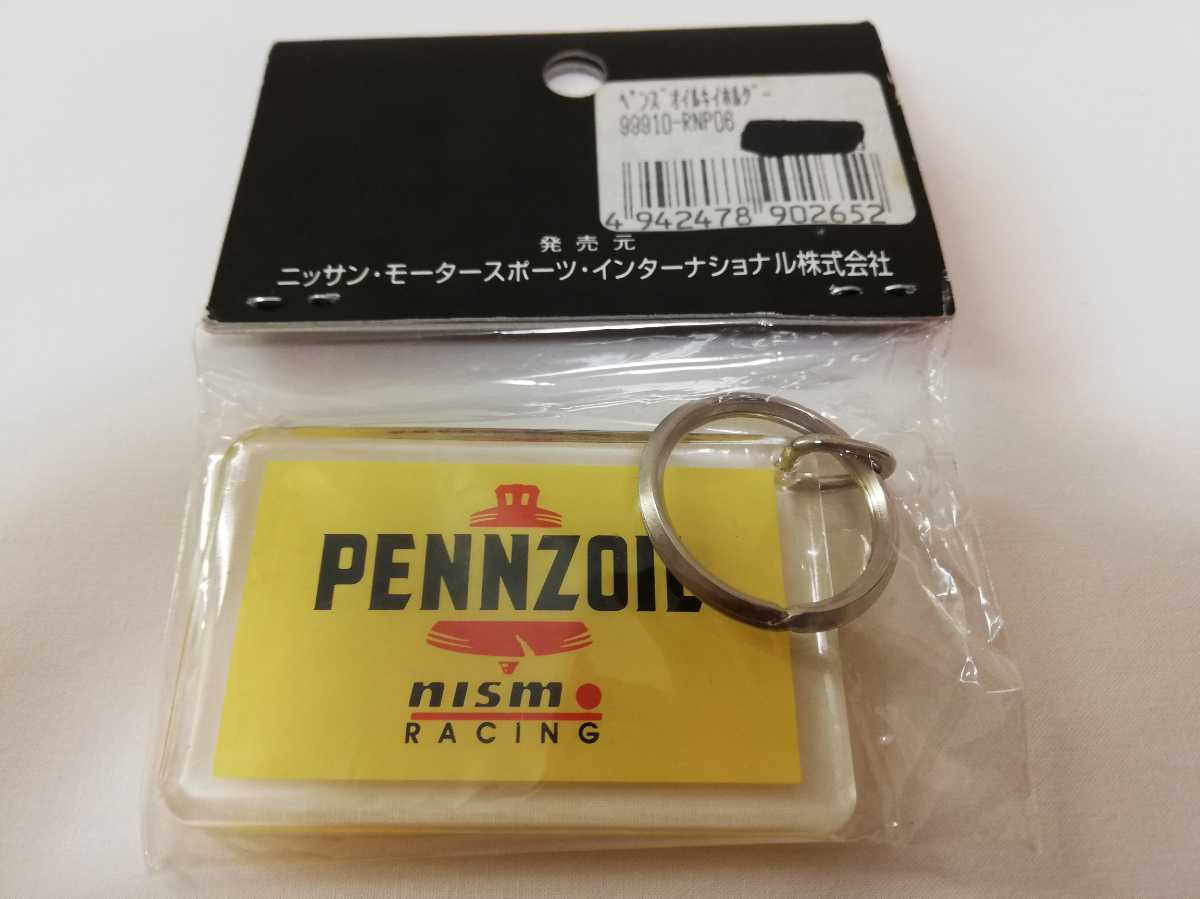 ペンズオイルキイホルダー
99910-RNP06
4 942478 902652
発売元
ニッサン・モータースポーツ・インターナショナル株式会社
PENNZOIL
nismo
RACING